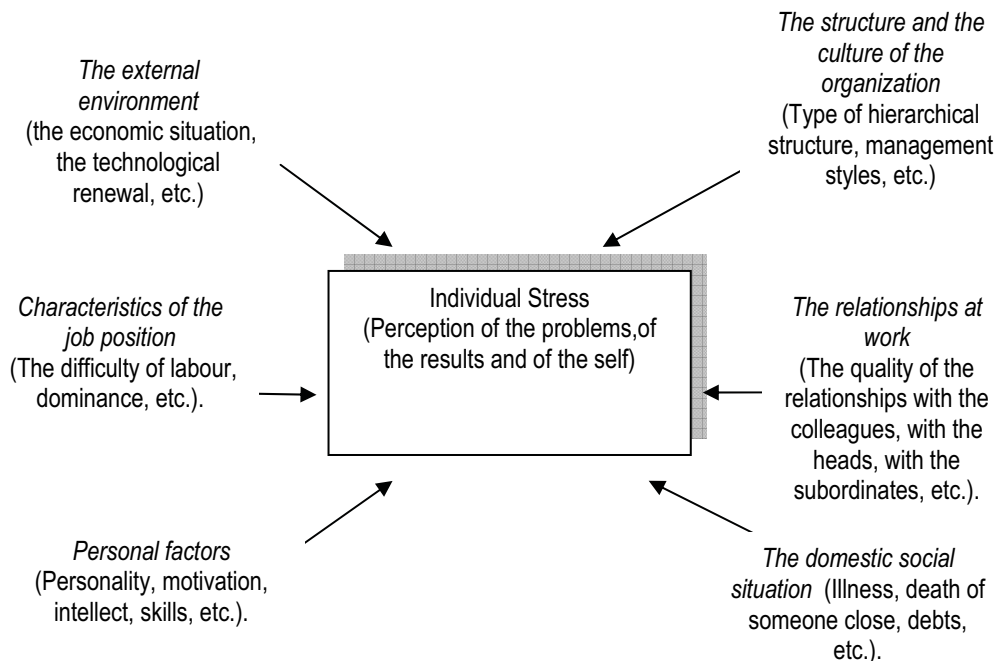 The external
environment
(the economic situation,
the technological
renewal, etc.)
The structure and the
culture of the
organization
(Type of hierarchical
structure, management
styles, etc.)
Characteristics of the
job position
(The difficulty of labour,
dominance, etc.).
Individual Stress
(Perception of the problems,of
the results and of the self)
The relationships at
work
(The quality of the
relationships with the
colleagues, with the
heads, with the
subordinates, etc.).
Personal factors
(Personality, motivation,
intellect, skills, etc.).
The domestic social
situation (Illness, death of
someone close, debts,
etc.).